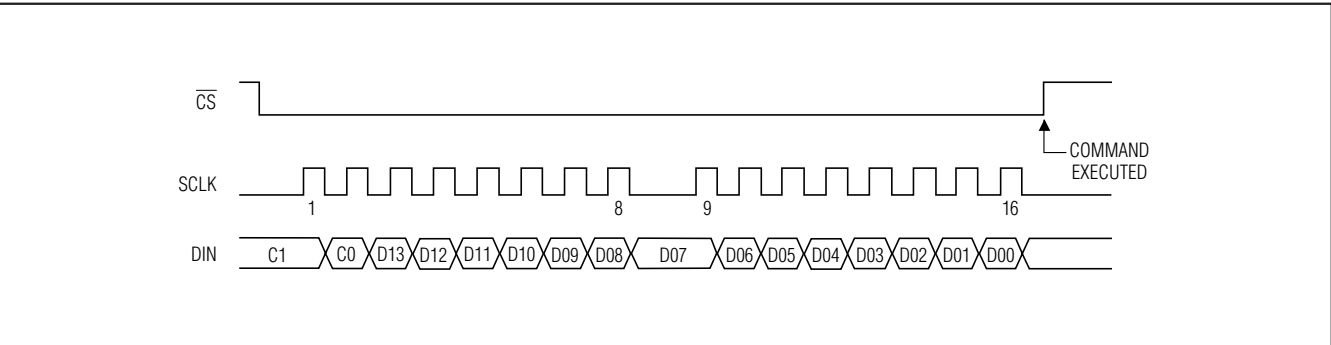 C̅S̅
COMMAND
EXECUTED
SCLK
1 8 9 16
DIN C1 C0 D13 D12 D11 D10 D09 D08 D07 D06 D05 D04 D03 D02 D01 D00